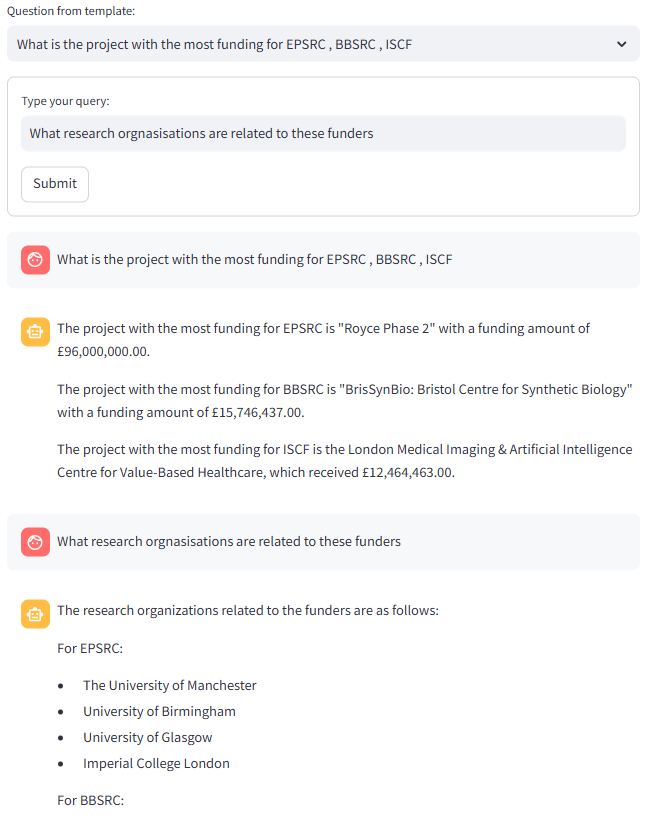 Question from template:
What is the project with the most funding for EPSRC , BBSRC , ISCF
Type your query:
What research orgnasisations are related to these funders
Submit
What is the project with the most funding for EPSRC , BBSRC , ISCF
The project with the most funding for EPSRC is "Royce Phase 2" with a funding amount of
£96,000,000.00.
The project with the most funding for BBSRC is "BrisSynBio: Bristol Centre for Synthetic Biology"
with a funding amount of £15,746,437.00.
The project with the most funding for ISCF is the London Medical Imaging & Artificial Intelligence
Centre for Value-Based Healthcare, which received £12,464,463.00.
What research orgnasisations are related to these funders
The research organizations related to the funders are as follows:
For EPSRC:
• The University of Manchester
• University of Birmingham
• University of Glasgow
• Imperial College London
For BBSRC: